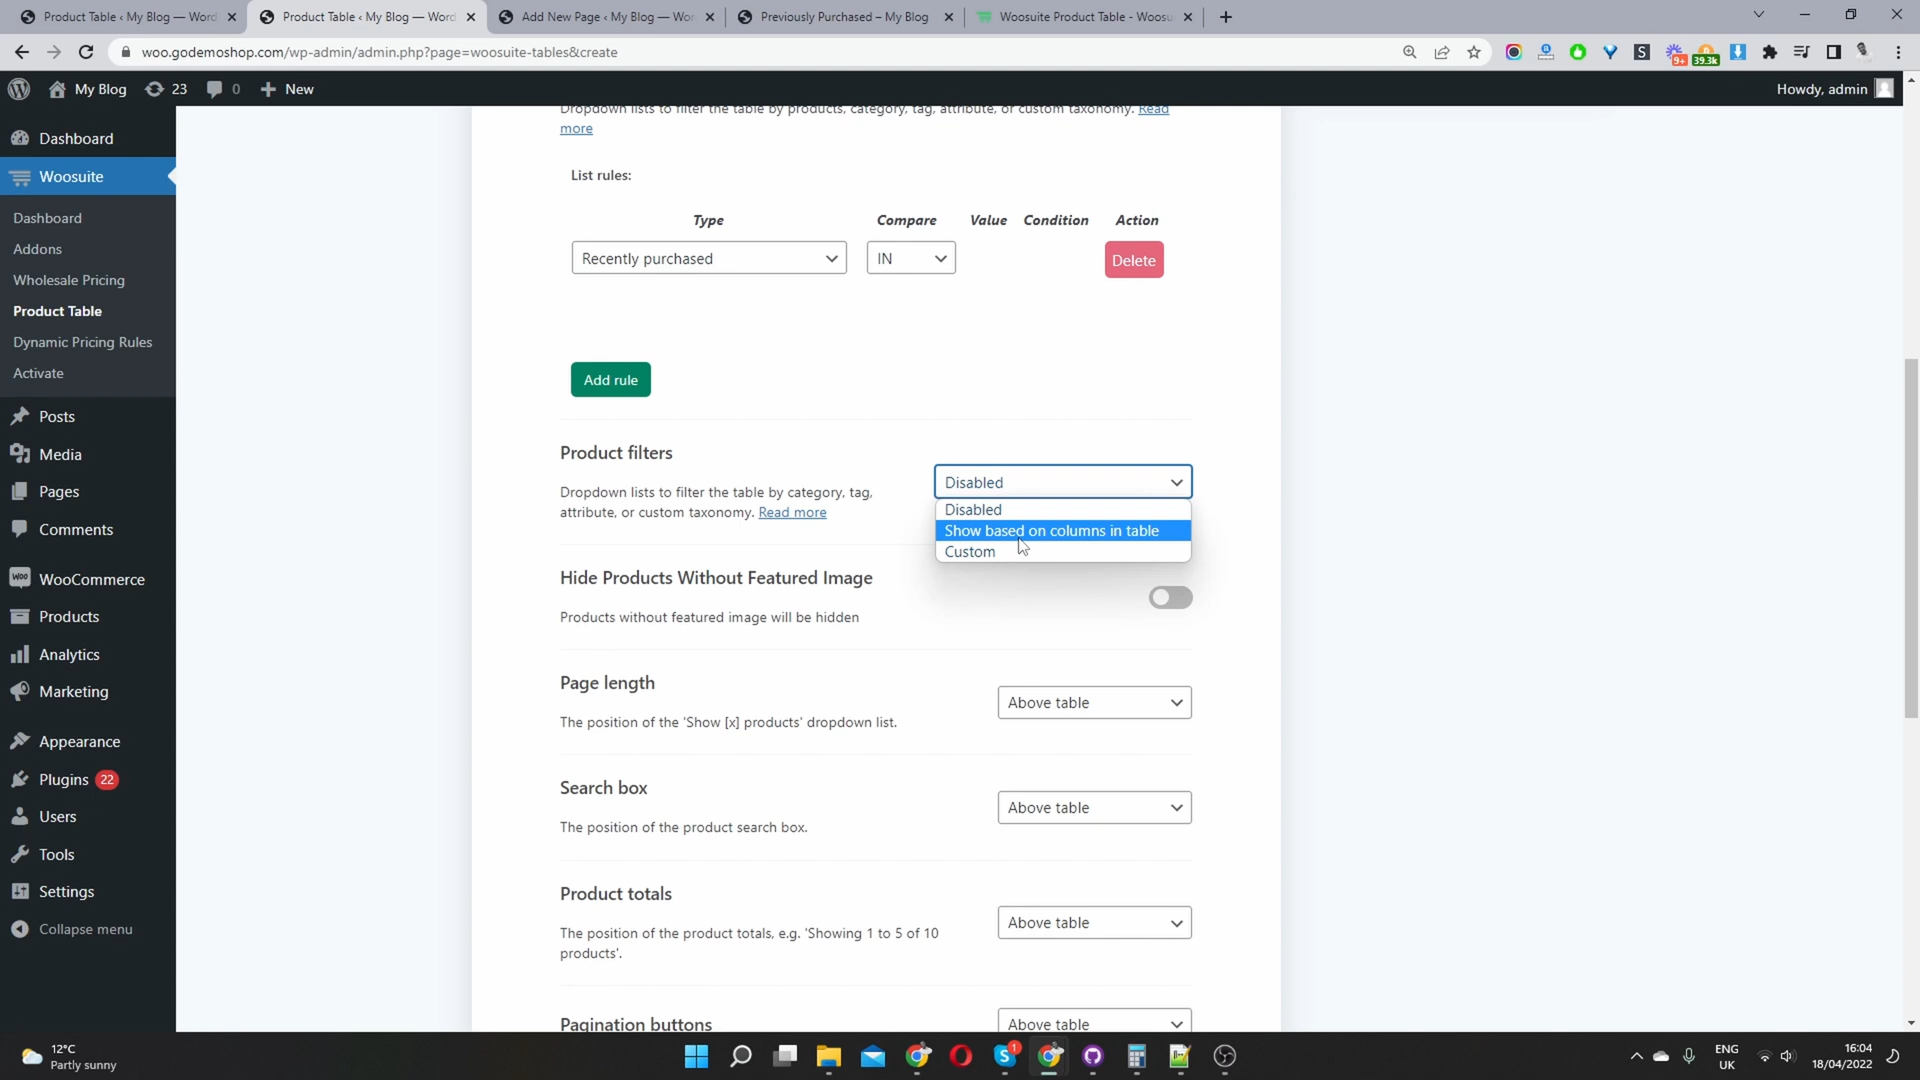 Product Table ‹ My Blog — Word
Product Table ‹ My Blog — Word
Add New Page ‹ My Blog — Wor
Previously Purchased – My Blog
Woosuite Product Table - Woosu
woo.godemoshop.com/wp-admin/admin.php?page=woosuite-tables&create
9+
39.3k
My Blog
23
0
New
Howdy, admin
Dashboard
Woosuite
Dashboard
Addons
Wholesale Pricing
Product Table
Dynamic Pricing Rules
Activate
Posts
Media
Pages
Comments
WooCommerce
Products
Analytics
Marketing
Appearance
Plugins 22
Users
Tools
Settings
Collapse menu
Dropdown lists to filter the table by products, category, tag, attribute, or custom taxonomy. Read
more
List rules:
Type Compare Value Condition Action
Recently purchased IN Delete
Add rule
Product filters
Dropdown lists to filter the table by category, tag,
attribute, or custom taxonomy. Read more
Disabled
Disabled
Show based on columns in table
Custom
Hide Products Without Featured Image
Products without featured image will be hidden
Page length
The position of the 'Show [x] products' dropdown list.
Above table
Search box
The position of the product search box.
Above table
Product totals
The position of the product totals, e.g. 'Showing 1 to 5 of 10
products'.
Above table
Pagination buttons
Above table
12°C
Partly sunny
1
ENG
UK
16:04
18/04/2022